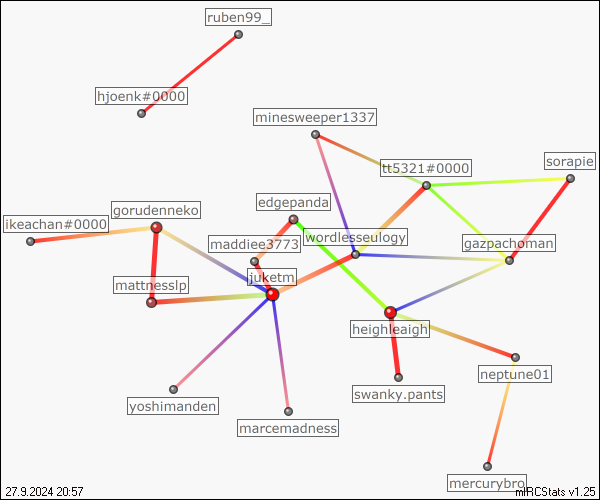 ruben99_
hjoenk#0000
minesweeper1337
sorapie
tt5321#0000
edgepanda
gorudenneko
ikeachan#0000
wordlesseulogy
maddiee3773
gazpachoman
juketm
mattnesslp
heighleaigh
neptune01
swanky.pants
yoshimanden
marcemadness
mercurybro
27.9.2024 20:57
mIRCStats v1.25